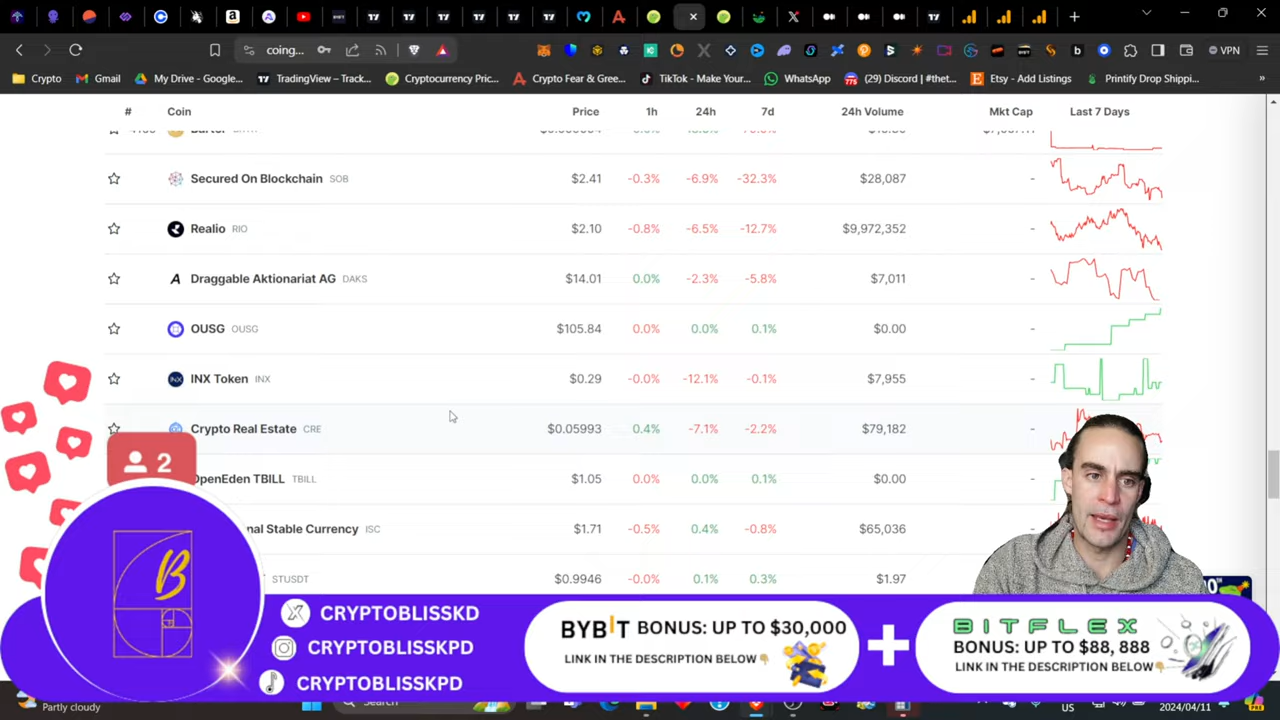 coing...
VPN
Crypto
Gmail
My Drive - Google...
TradingView – Track...
Cryptocurrency Pric...
Crypto Fear & Gree...
TikTok - Make Your...
WhatsApp
(29) Discord | #thet...
Etsy - Add Listings
Printify Drop Shippi...
»
# Coin Price 1h 24h 7d 24h Volume Mkt Cap Last 7 Days
Secured On Blockchain SOB $2.41 -0.3% -6.9% -32.3% $28,087 -
Realio RIO $2.10 -0.8% -6.5% -12.7% $9,972,352 -
Draggable Aktionariat AG DAKS $14.01 0.0% -2.3% -5.8% $7,011 -
OUSG OUSG $105.84 0.0% 0.0% 0.1% $0.00 -
INX Token INX $0.29 -0.0% -12.1% -0.1% $7,955 -
Crypto Real Estate CRE $0.05993 0.4% -7.1% -2.2% $79,182
OpenEden TBILL TBILL $1.05 0.0% 0.0% 0.1% $0.00 -
nal Stable Currency ISC $1.71 -0.5% 0.4% -0.8% $65,036
STUSDT $0.9946 -0.0% 0.1% 0.3% $1.97
2
B
CRYPTOBLISSKD
CRYPTOBLISSKPD
CRYPTOBLISSKPD
BYBIT BONUS: UP TO $30,000
LINK IN THE DESCRIPTION BELOW
+
BITFLEX
BONUS: UP TO $88, 888
LINK IN THE DESCRIPTION BELOW
Partly cloudy
Search
US
2024/04/11